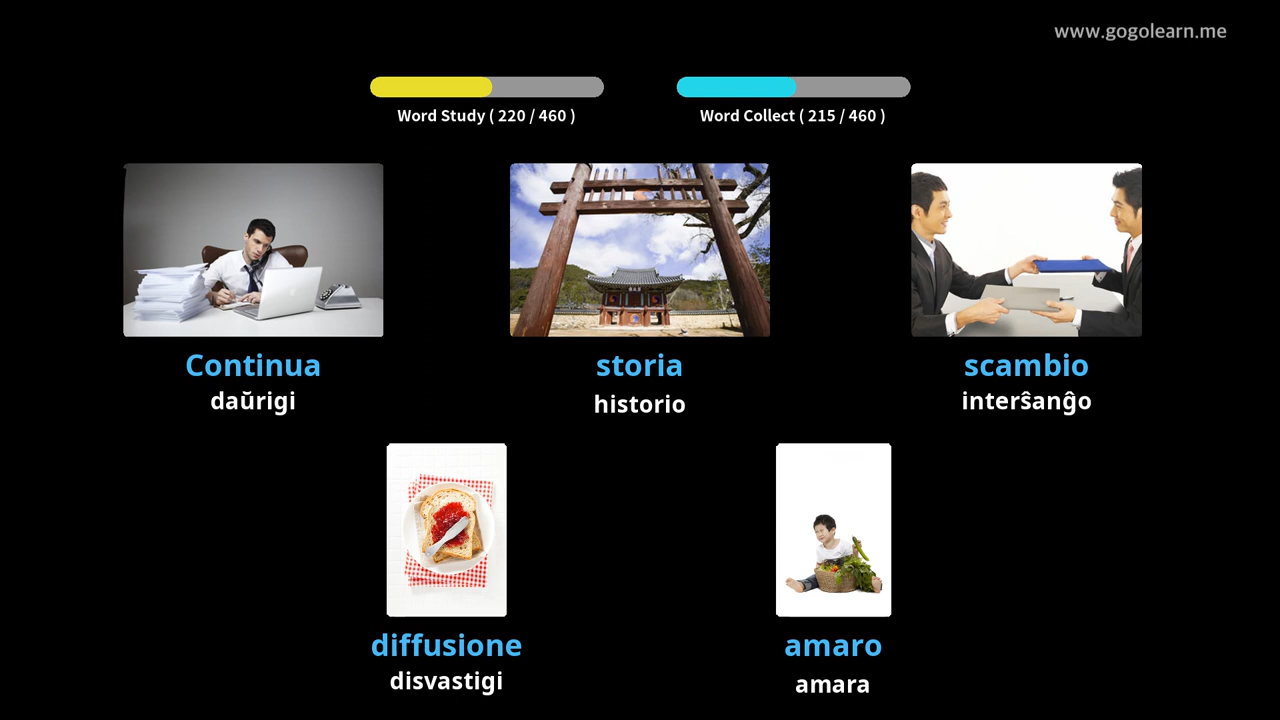 www.gogolearn.me
Word Study ( 220 / 460 )
Word Collect ( 215 / 460 )
Continua
daŭrigi
storia
historio
scambio
interŝanĝo
diffusione
disvastigi
amaro
amara